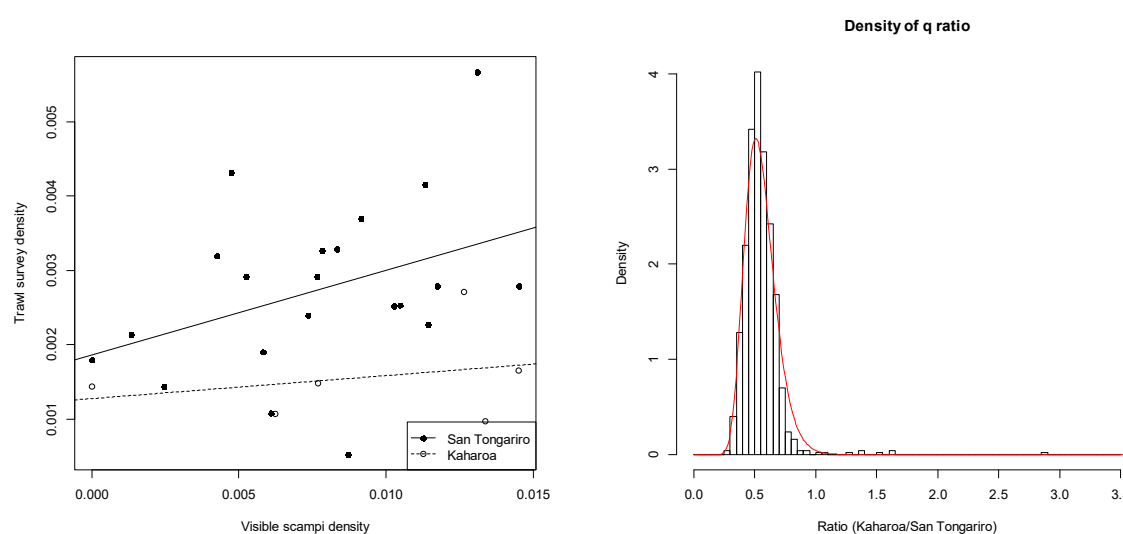 Trawl survey density
0.005
0.004
0.003
0.002
0.001
San Tongariro
Kaharoa
0.000 0.005 0.010 0.015
Visible scampi density
Density of q ratio
Density
4
3
2
1
0
0.0 0.5 1.0 1.5 2.0 2.5 3.0 3.
Ratio (Kaharoa/San Tongariro)